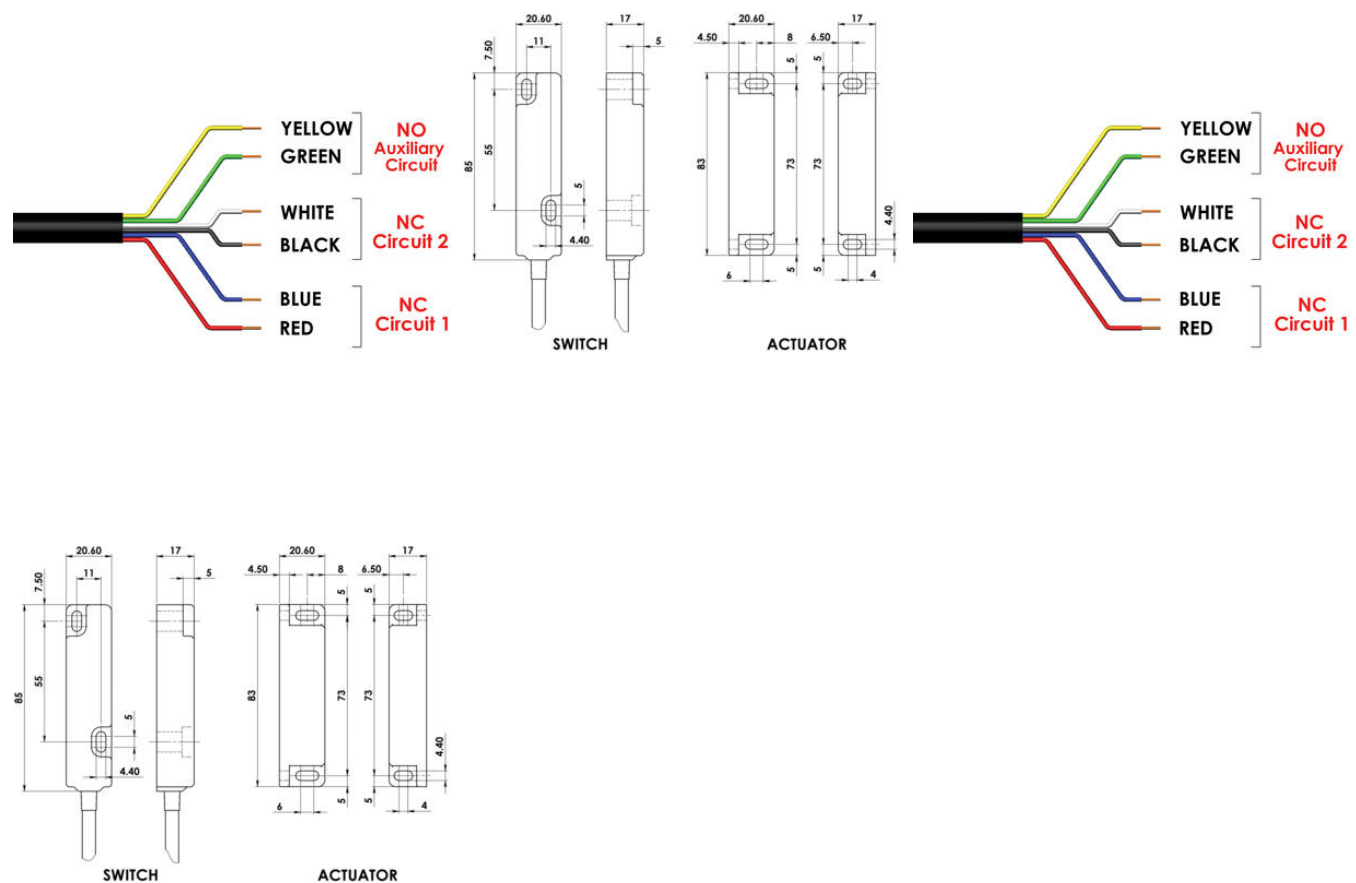 YELLOW
GREEN
NO
Auxiliary
Circuit
WHITE
BLACK
NC
Circuit 2
BLUE
RED
NC
Circuit 1
20.60
17
11
5
7.50
85
55
5
4.40
SWITCH
20.60
17
4.50
8
6.50
5
5
83
73
73
4.40
5
5
6
4
ACTUATOR
YELLOW
GREEN
NO
Auxiliary
Circuit
WHITE
BLACK
NC
Circuit 2
BLUE
RED
NC
Circuit 1
20.60
17
11
5
7.50
85
55
5
4.40
SWITCH
20.60
17
4.50
8
6.50
5
5
83
73
73
4.40
5
5
6
4
ACTUATOR